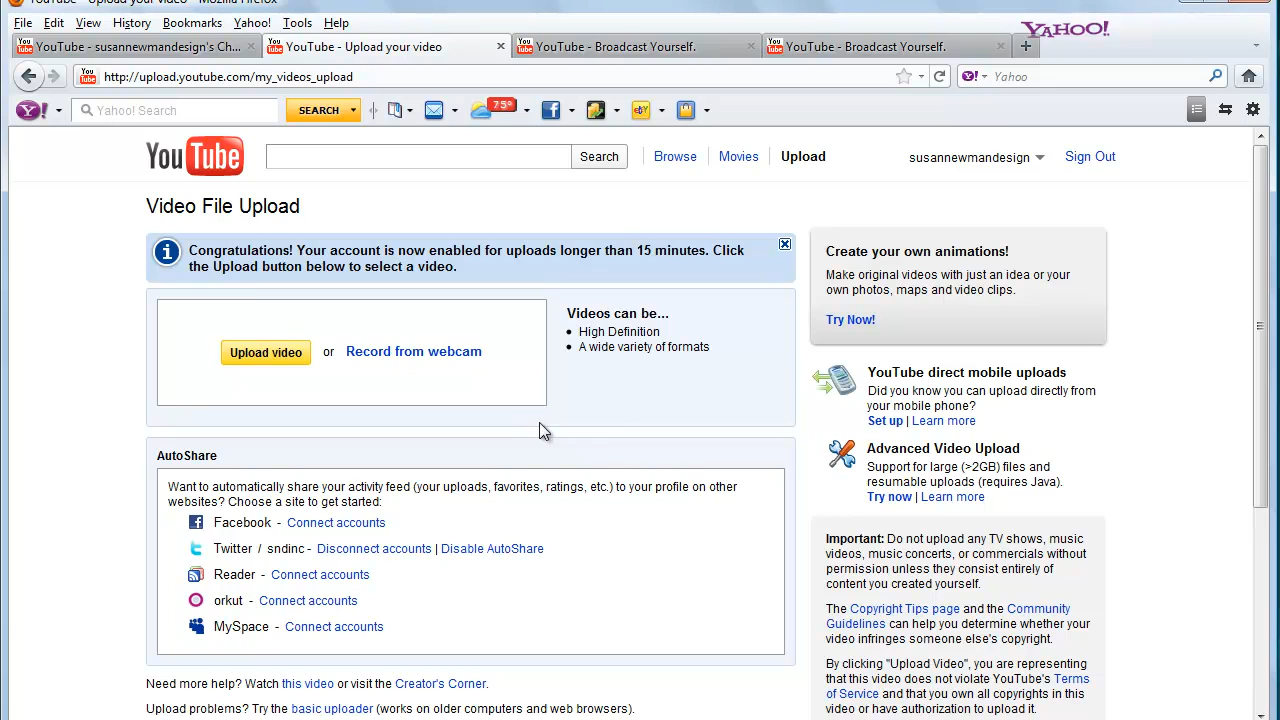 YouTube - Upload your video - Mozilla Firefox
File Edit View History Bookmarks Yahoo! Tools Help
YAHOO!
YouTube - susannewmandesign's Ch...
YouTube - Upload your video
YouTube - Broadcast Yourself.
YouTube - Broadcast Yourself.
http://upload.youtube.com/my_videos_upload
Yahoo
Yahoo! Search
SEARCH
75°
YouTube
Search
Browse
Movies
Upload
susannewmandesign
Sign Out
Video File Upload
Congratulations! Your account is now enabled for uploads longer than 15 minutes. Click
the Upload button below to select a video.
Upload video or Record from webcam
Videos can be...
• High Definition
• A wide variety of formats
AutoShare
Want to automatically share your activity feed (your uploads, favorites, ratings, etc.) to your profile on other
websites? Choose a site to get started:
Facebook - Connect accounts
Twitter / sndinc - Disconnect accounts | Disable AutoShare
Reader - Connect accounts
orkut - Connect accounts
MySpace - Connect accounts
Need more help? Watch this video or visit the Creator's Corner.
Upload problems? Try the basic uploader (works on older computers and web browsers).
Create your own animations!
Make original videos with just an idea or your
own photos, maps and video clips.
Try Now!
YouTube direct mobile uploads
Did you know you can upload directly from
your mobile phone?
Set up | Learn more
Advanced Video Upload
Support for large (>2GB) files and
resumable uploads (requires Java).
Try now | Learn more
Important: Do not upload any TV shows, music
videos, music concerts, or commercials without
permission unless they consist entirely of
content you created yourself.
The Copyright Tips page and the Community
Guidelines can help you determine whether your
video infringes someone else's copyright.
By clicking "Upload Video", you are representing
that this video does not violate YouTube's Terms
of Service and that you own all copyrights in this
video or have authorization to upload it.